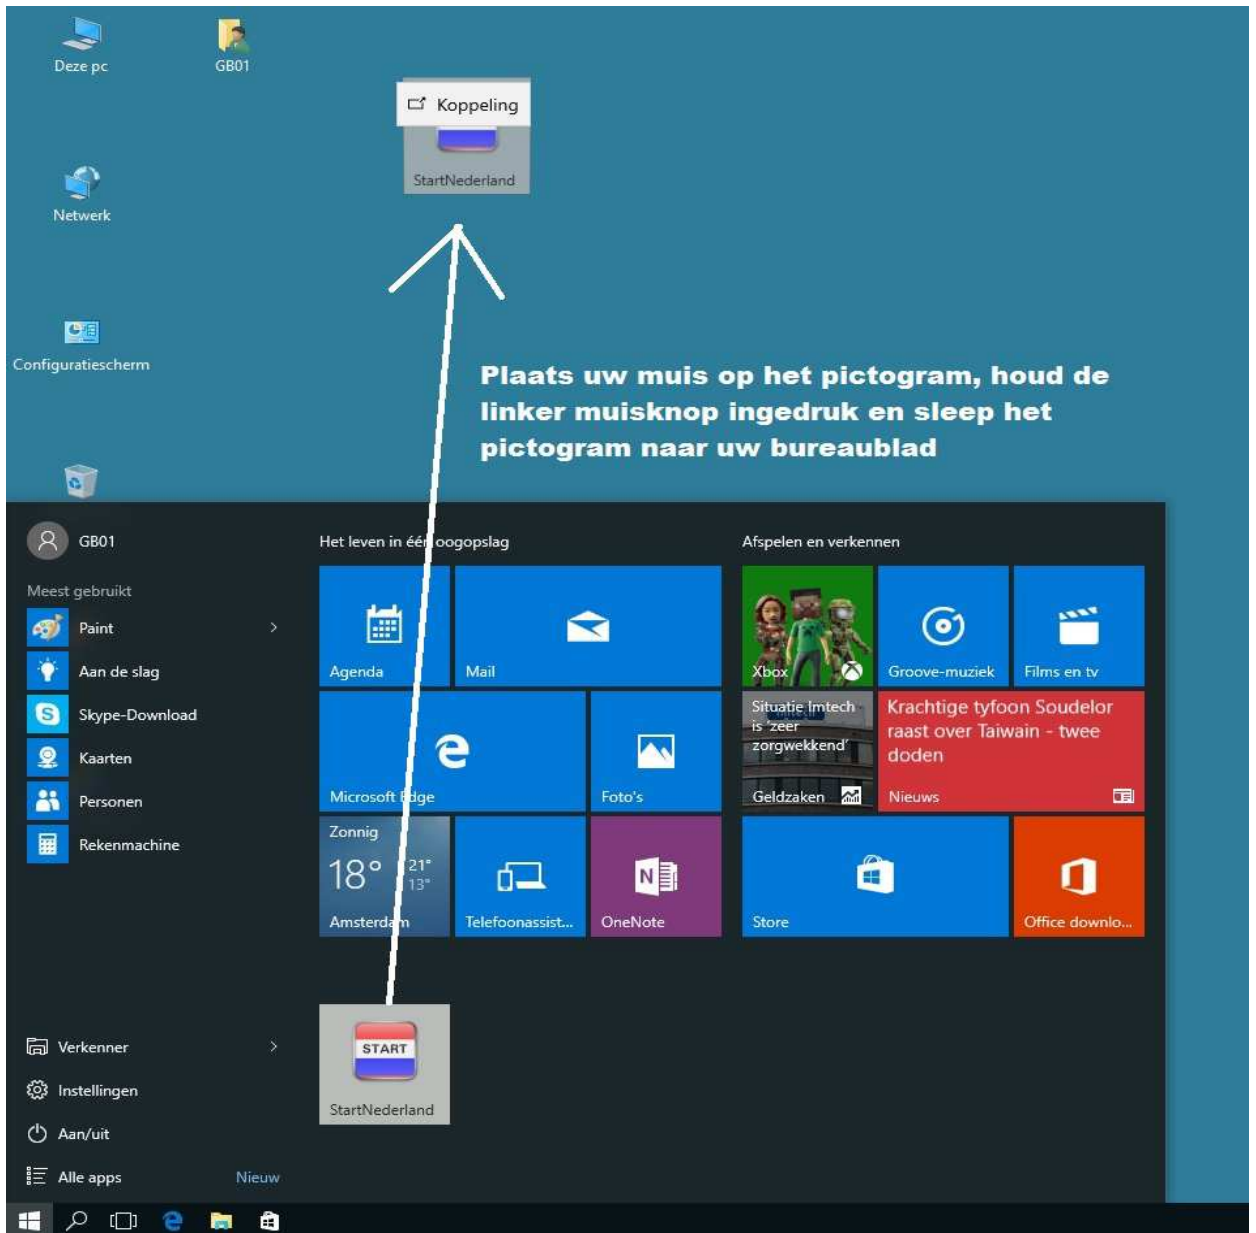 Deze pc
GB01
Koppeling
StartNederland
Netwerk
Configuratiescherm
Plaats uw muis op het pictogram, houd de
linker muisknop ingedruk en sleep het
pictogram naar uw bureaublad
GB01
Meest gebruikt
Paint
Aan de slag
Skype-Download
Kaarten
Personen
Rekenmachine
Verkenner
Instellingen
Aan/uit
Alle apps
Nieuw
Het leven in één oogopslag
Agenda
Mail
Microsoft Edge
Foto's
Zonnig
18° 21°
13°
Amsterdam
Telefoonassist...
N
OneNote
START
StartNederland
Afspelen en verkennen
Xbox
Groove-muziek
Films en tv
Situatie Imtech
is 'zeer
zorgwekkend'
Geldzaken
Krachtige tyfoon Soudelor
raast over Taiwain - twee
doden
Nieuws
Store
Office downlo...